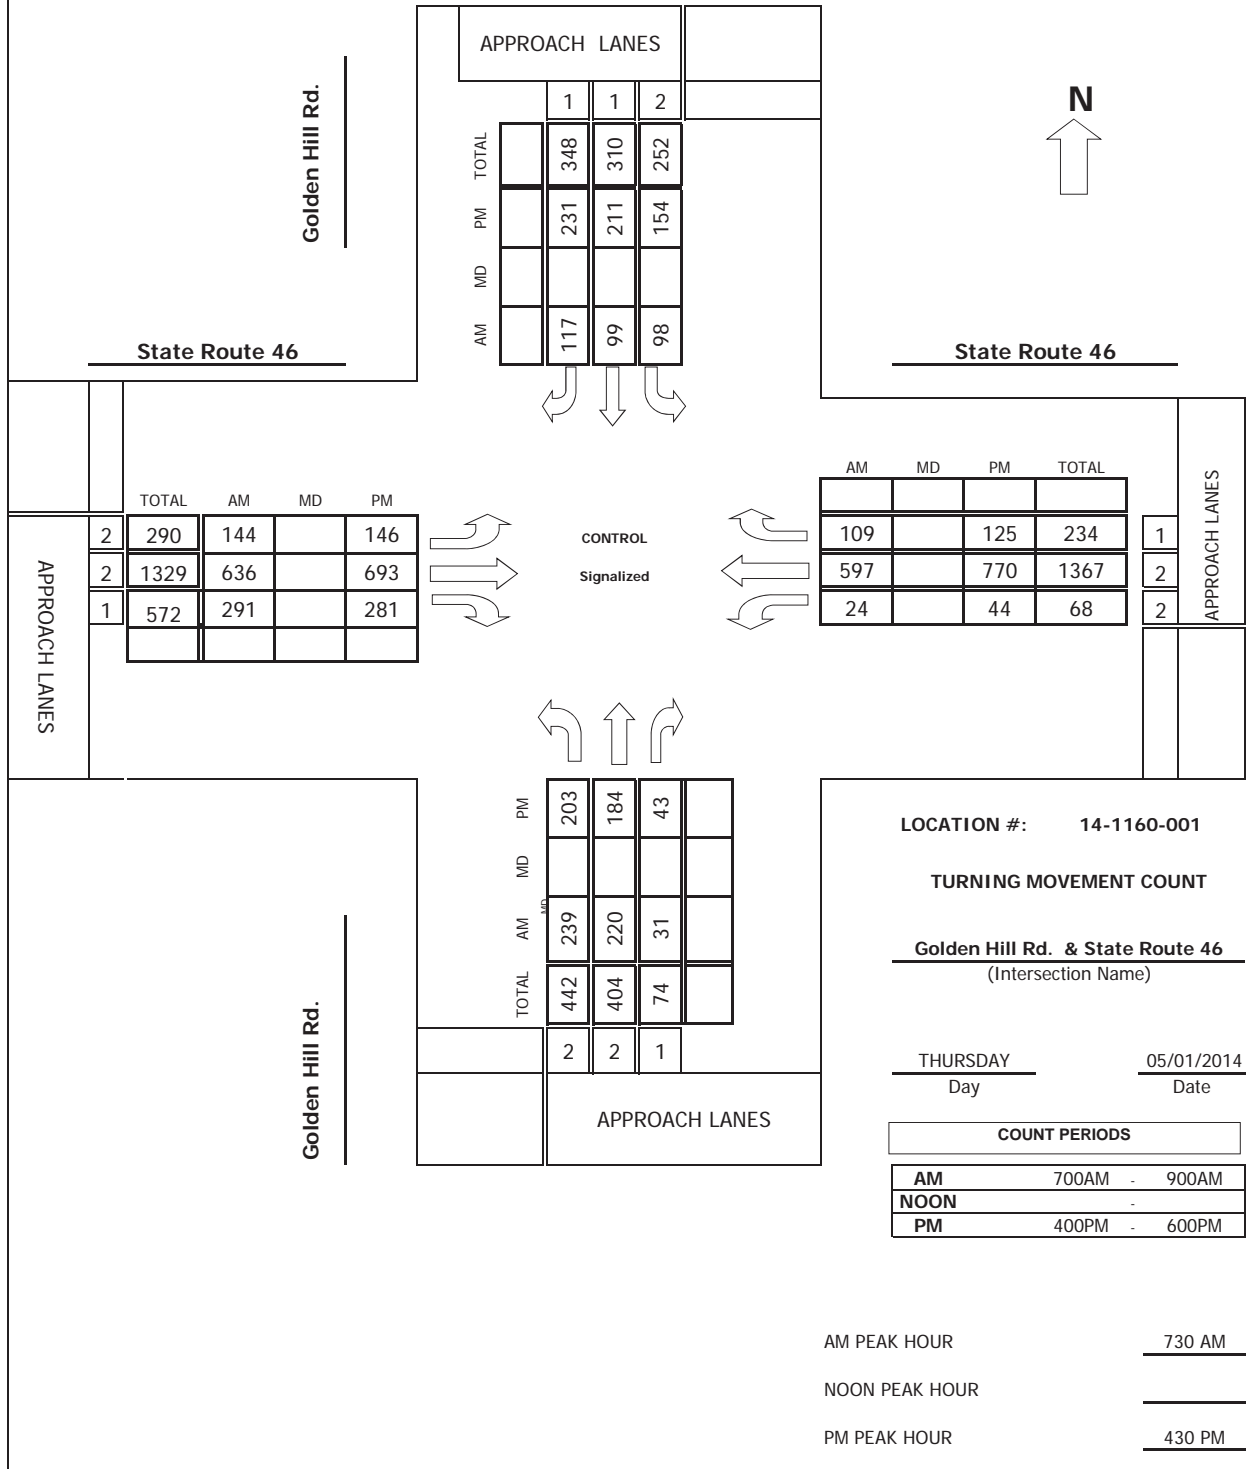 APPROACH LANES
1 1 2
Golden Hill Rd.
N
TOTAL 348 310 252
PM 231 211 154
MD
AM 117 99 98
State Route 46
State Route 46
AM MD PM TOTAL
TOTAL AM MD PM
2 290 144 146
CONTROL
109 125 234 1
2 1329 636 693
Signalized
597 770 1367 2
1 572 291 281
24 44 68 2
APPROACH LANES
APPROACH LANES
PM 203 184 43
MD
MD
AM 239 220 31
TOTAL 442 404 74
2 2 1
APPROACH LANES
Golden Hill Rd.
LOCATION #: 14-1160-001
TURNING MOVEMENT COUNT
Golden Hill Rd. & State Route 46
(Intersection Name)
THURSDAY 05/01/2014
Day Date
COUNT PERIODS
AM 700AM - 900AM
NOON -
PM 400PM - 600PM
AM PEAK HOUR 730 AM
NOON PEAK HOUR
PM PEAK HOUR 430 PM